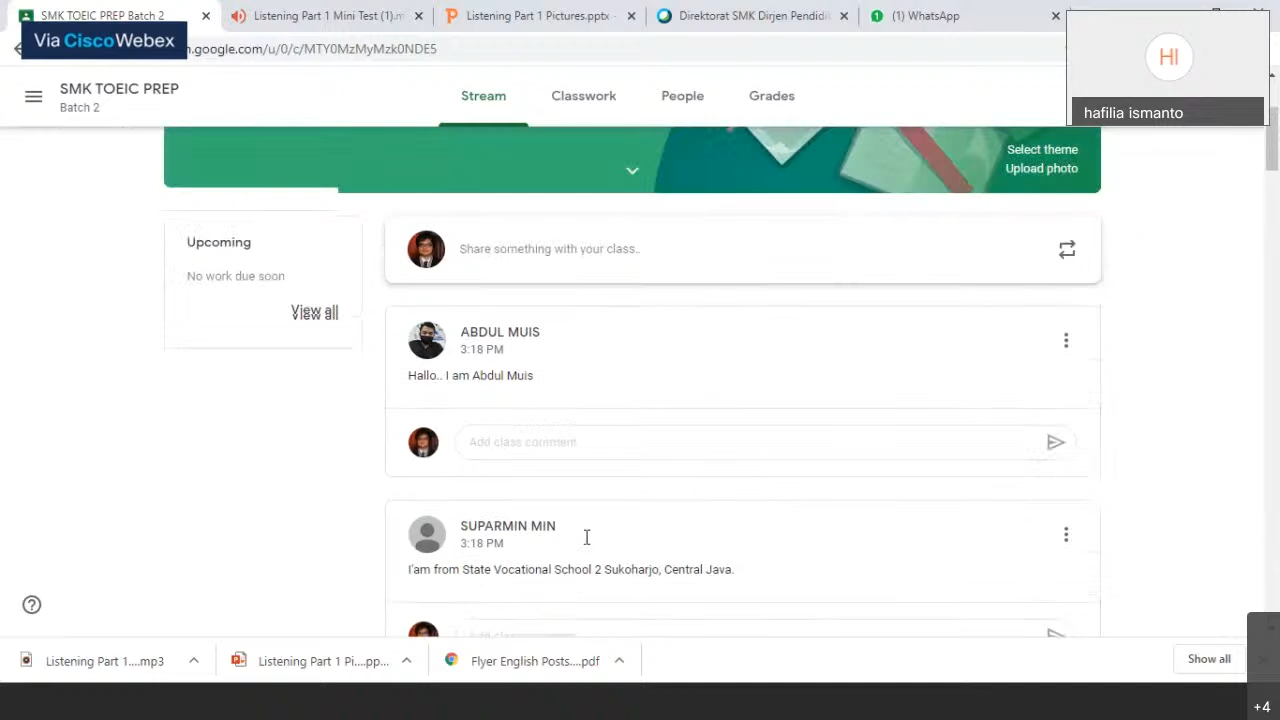 SMK TOEIC PREP Batch 2
Listening Part 1 Mini Test (1).m
Listening Part 1 Pictures.pptx -
Direktorat SMK Dirjen Pendidi
(1) WhatsApp
Via CiscoWebex
.google.com/u/0/c/MTY0MzMyMzk0NDE5
HI
hafilia ismanto
SMK TOEIC PREP
Batch 2
Stream
Classwork
People
Grades
Select theme
Upload photo
Upcoming
No work due soon
View all
Share something with your class..
ABDUL MUIS
3:18 PM
Hallo.. I am Abdul Muis
Add class comment
SUPARMIN MIN
3:18 PM
I'am from State Vocational School 2 Sukoharjo, Central Java.
Listening Part 1....mp3
Listening Part 1 Pi....pp...
Flyer English Posts....pdf
Show all
+4